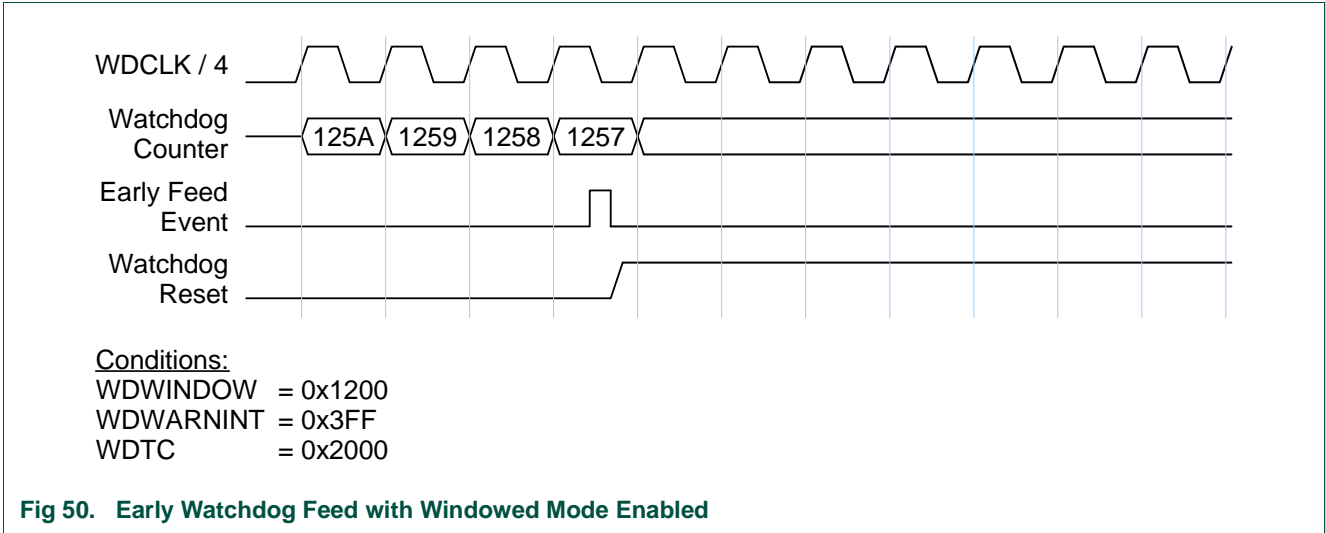 WDCLK / 4
Watchdog
Counter
125A 1259 1258 1257
Early Feed
Event
Watchdog
Reset
Conditions:
WDWINDOW = 0x1200
WDWARNINT = 0x3FF
WDTC = 0x2000
Fig 50. Early Watchdog Feed with Windowed Mode Enabled